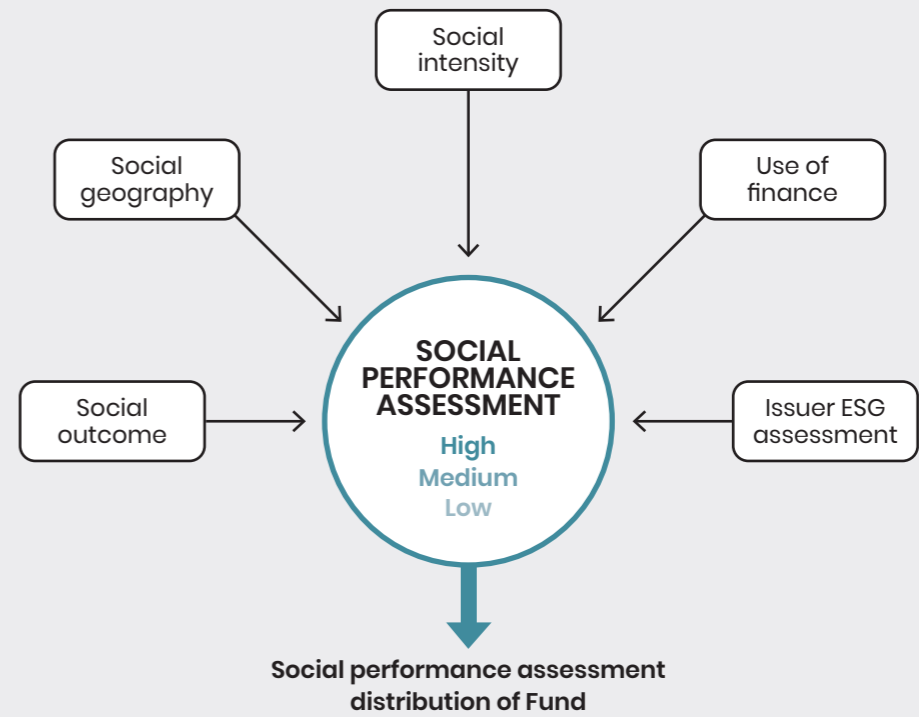 Social
intensity
Social
geography
Use of
finance
Social
outcome
SOCIAL
PERFORMANCE
ASSESSMENT
High
Medium
Low
Issuer ESG
assessment
Social performance assessment
distribution of Fund